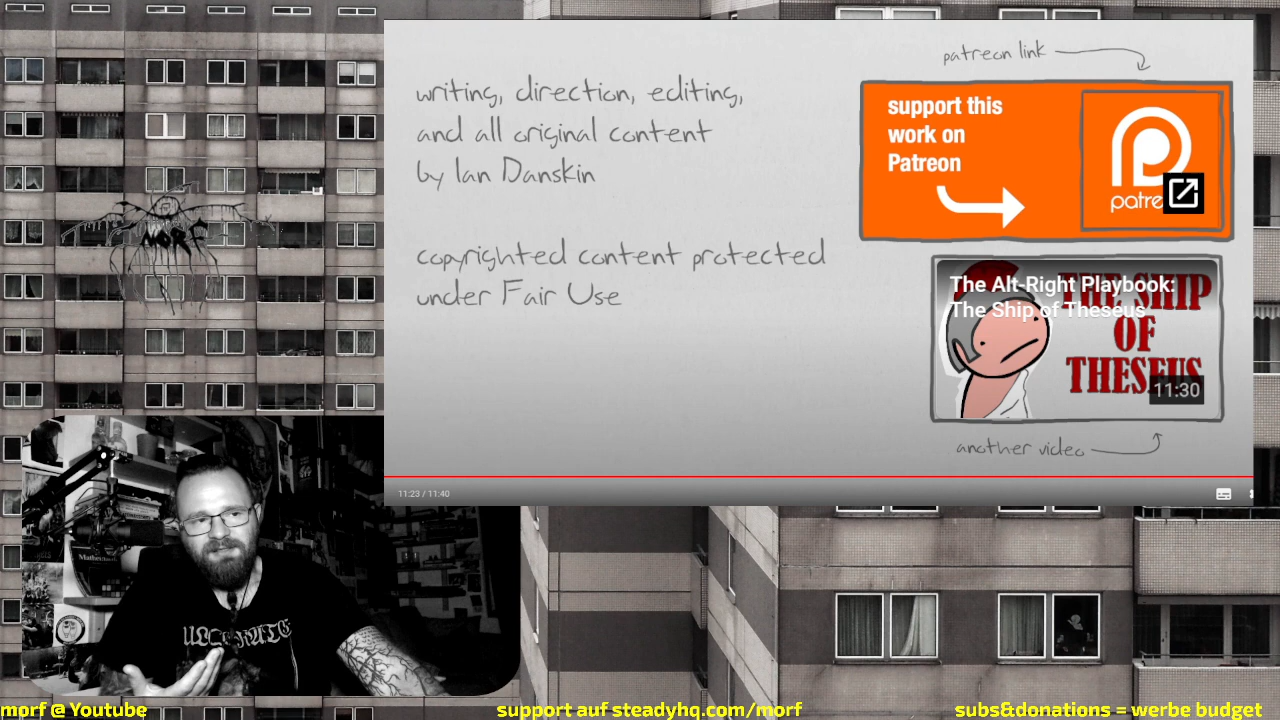 patreon link
writing, direction, editing,
and all original content
by Ian Danskin
support this
work on
Patreon
copyrighted content protected
under Fair Use
The Alt-Right Playbook:
The Ship of Theseus
THE SHIP
OF
THESEUS
11:30
another video
11:23 / 11:40
MORF
morf @ Youtube
support auf steadyhq.com/morf
subs&donations = werbe budget